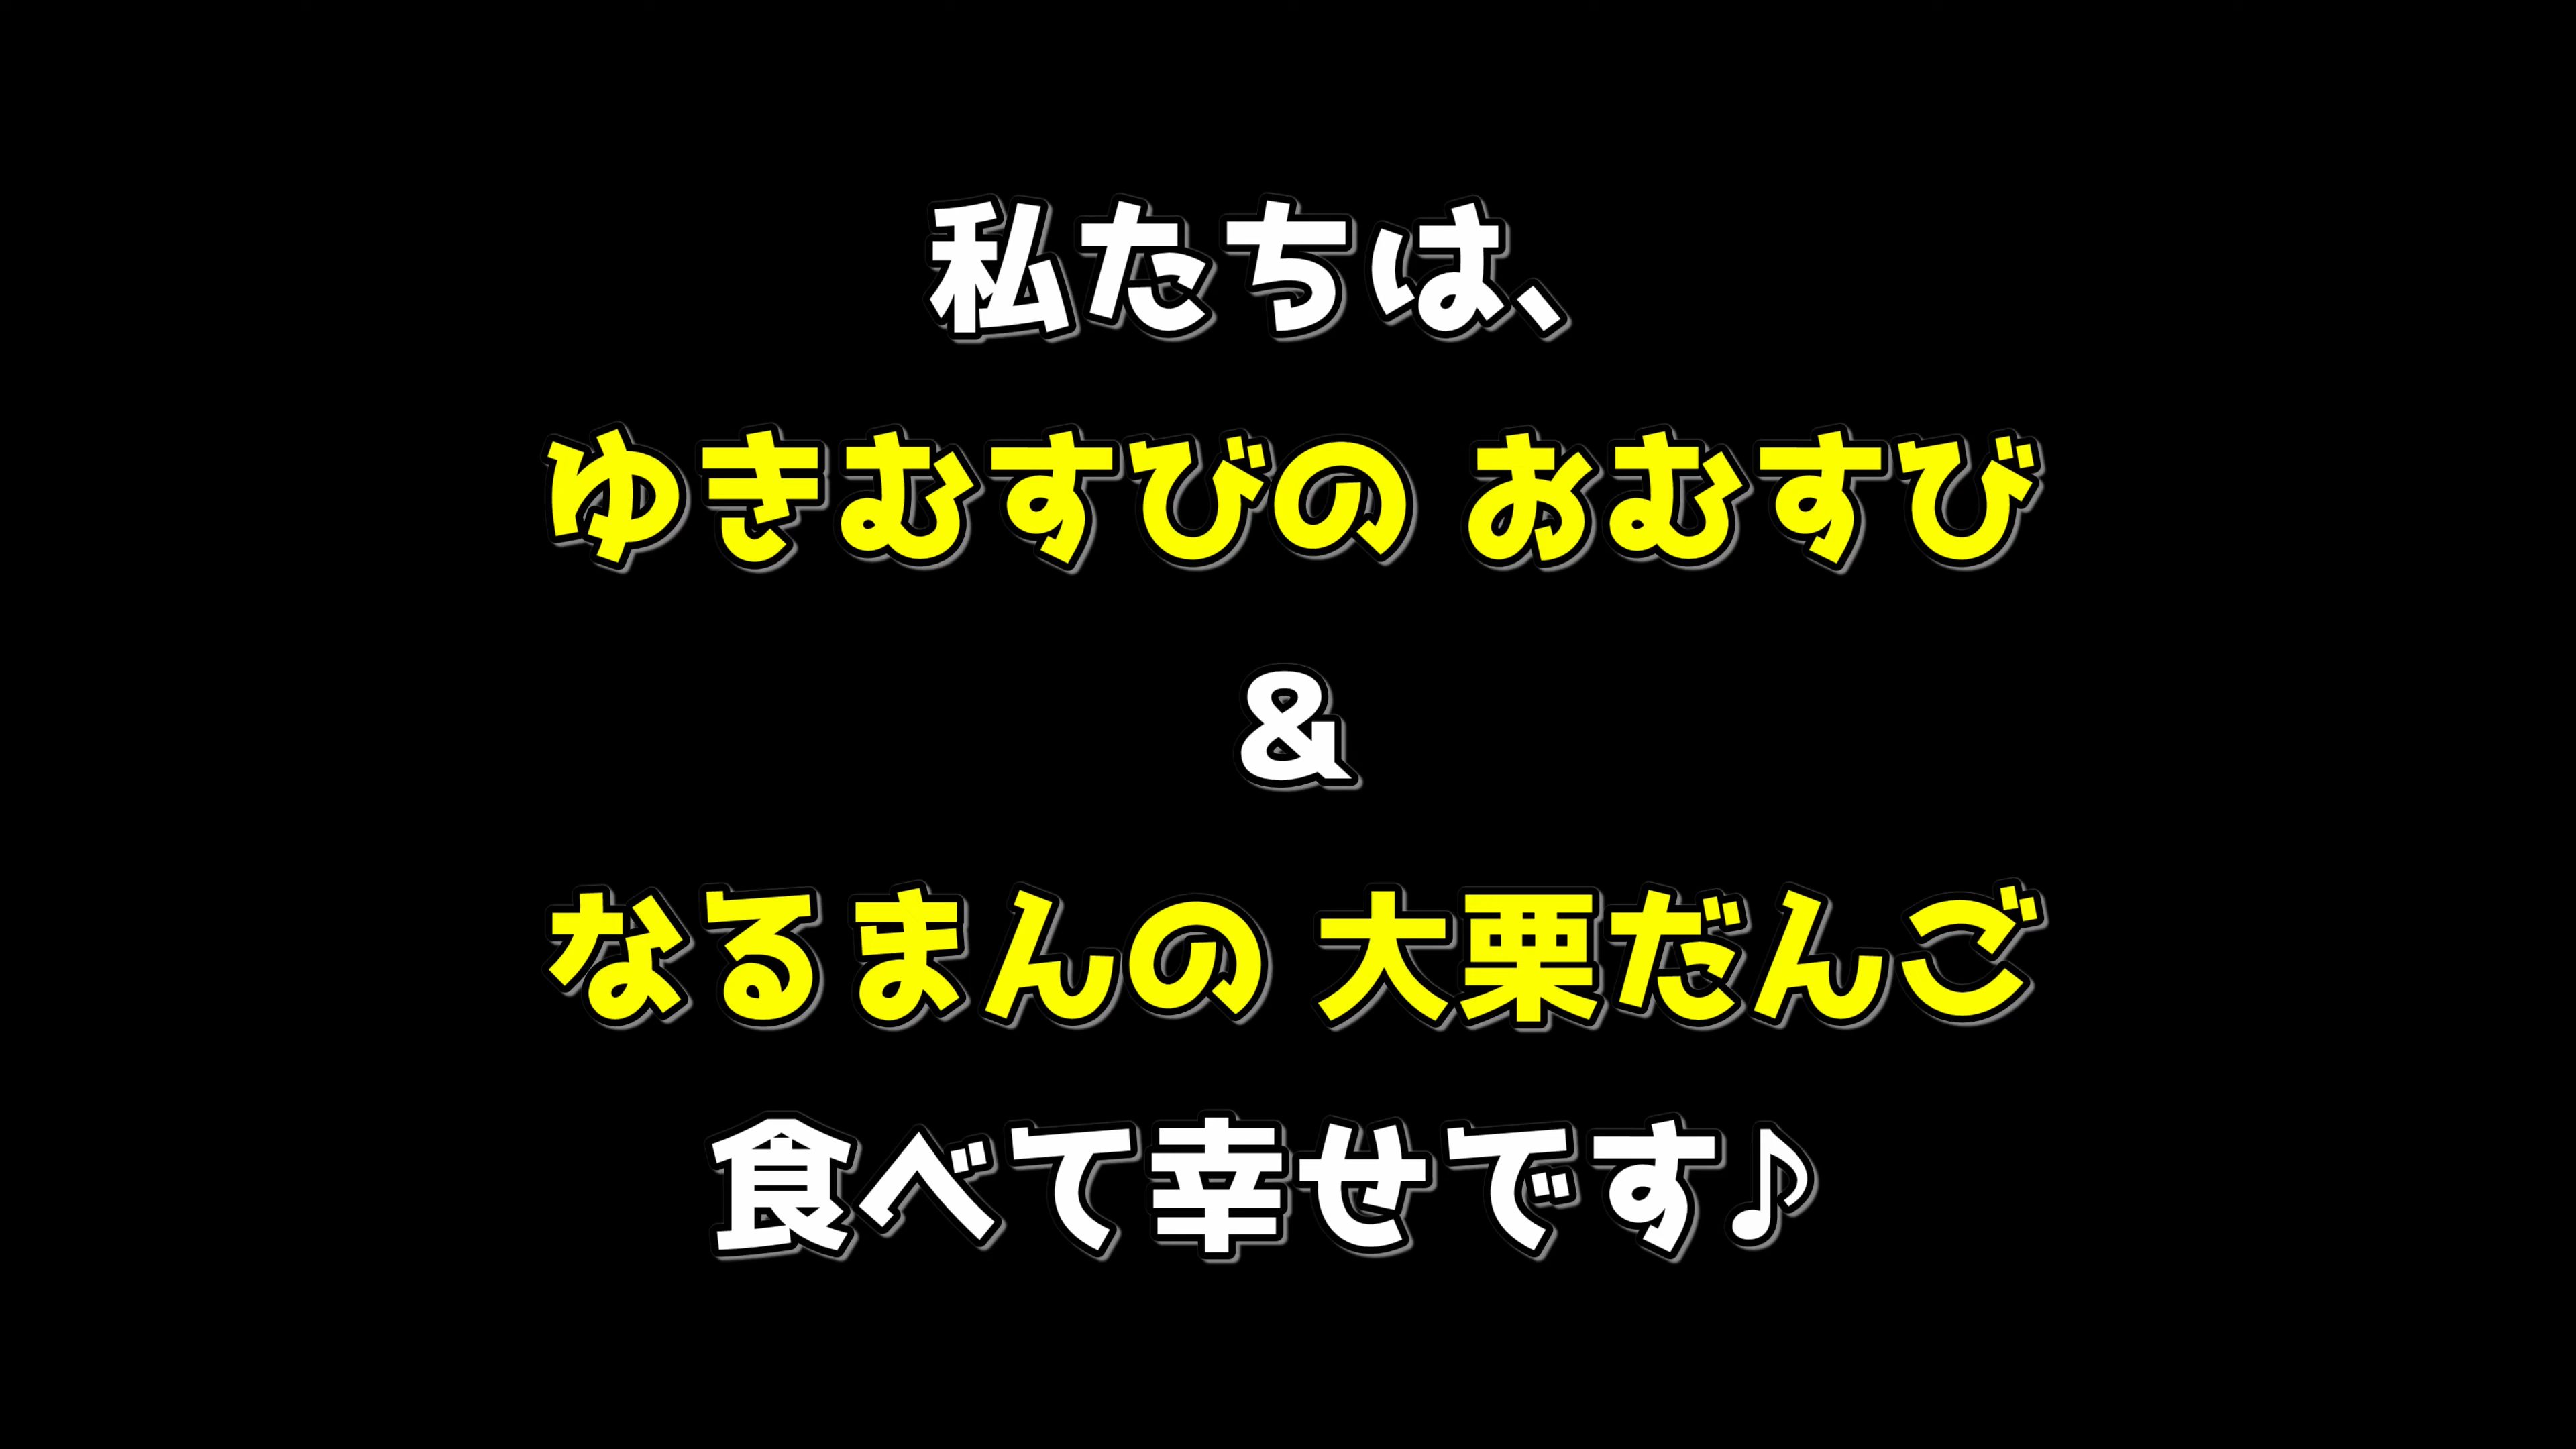 私たちは、
ゆきむすびの おむすび
&
なるまんの 大栗だんご
食べて幸せです♪